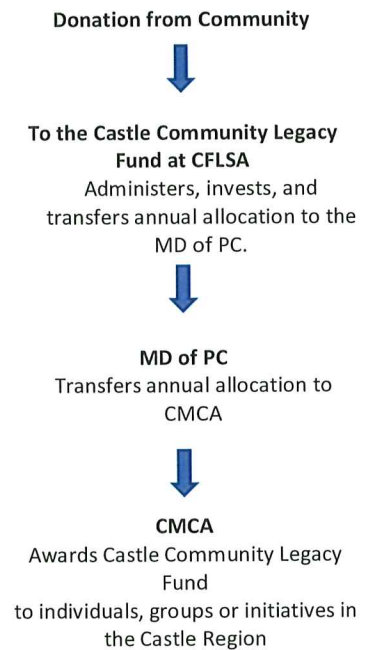 Donation from Community
To the Castle Community Legacy
Fund at CFLSA
Administers, invests, and
transfers annual allocation to the
MD of PC.
MD of PC
Transfers annual allocation to
CMCA
CMCA
Awards Castle Community Legacy
Fund
to individuals, groups or initiatives in
the Castle Region